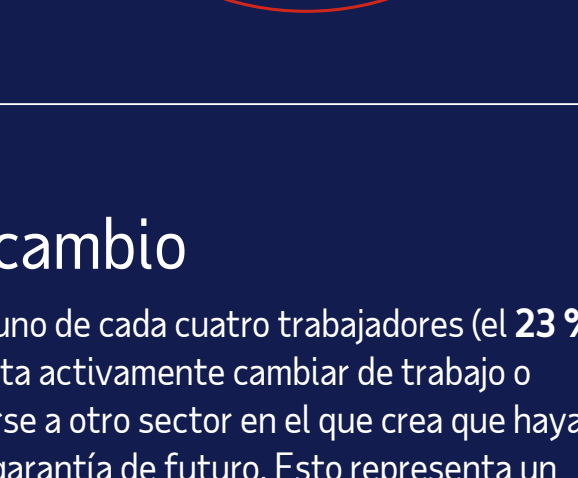 cambio
uno de cada cuatro trabajadores (el 23 %
ta activamente cambiar de trabajo o
rse a otro sector en el que crea que haya
garantía de futuro. Esto representa un